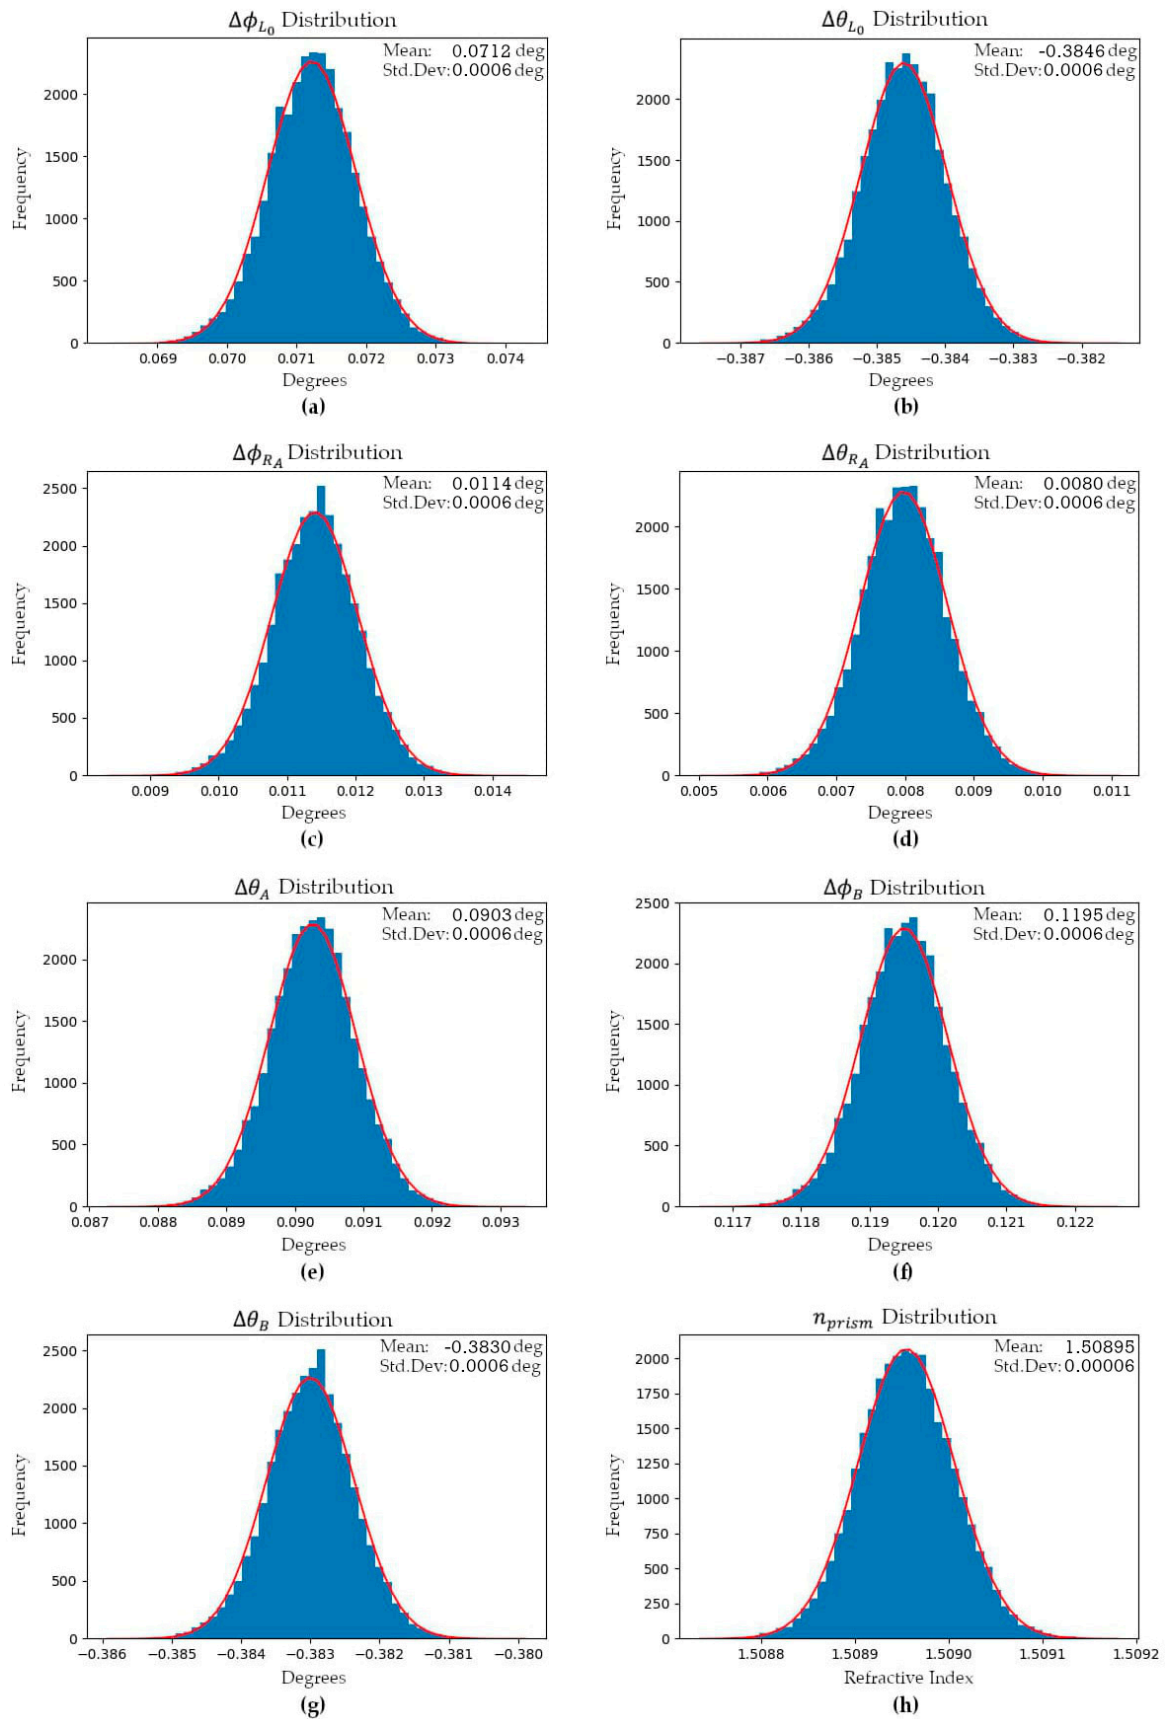 Δϕ_{L_0} Distribution
Mean: 0.0712 deg
Std.Dev: 0.0006 deg
Frequency
2000
1500
1000
500
0
0.069 0.070 0.071 0.072 0.073 0.074
Degrees
(a)
Δθ_{L_0} Distribution
Mean: -0.3846 deg
Std.Dev: 0.0006 deg
Frequency
2000
1500
1000
500
0
−0.387 −0.386 −0.385 −0.384 −0.383 −0.382
Degrees
(b)
Δϕ_{R_A} Distribution
Mean: 0.0114 deg
Std.Dev: 0.0006 deg
Frequency
2500
2000
1500
1000
500
0
0.009 0.010 0.011 0.012 0.013 0.014
Degrees
(c)
Δθ_{R_A} Distribution
Mean: 0.0080 deg
Std.Dev: 0.0006 deg
Frequency
2000
1500
1000
500
0
0.005 0.006 0.007 0.008 0.009 0.010 0.011
Degrees
(d)
Δθ_A Distribution
Mean: 0.0903 deg
Std.Dev: 0.0006 deg
Frequency
2000
1500
1000
500
0
0.087 0.088 0.089 0.090 0.091 0.092 0.093
Degrees
(e)
Δϕ_B Distribution
Mean: 0.1195 deg
Std.Dev: 0.0006 deg
Frequency
2500
2000
1500
1000
500
0
0.117 0.118 0.119 0.120 0.121 0.122
Degrees
(f)
Δθ_B Distribution
Mean: -0.3830 deg
Std.Dev: 0.0006 deg
Frequency
2500
2000
1500
1000
500
0
−0.386 −0.385 −0.384 −0.383 −0.382 −0.381 −0.380
Degrees
(g)
n_{prism} Distribution
Mean: 1.50895
Std.Dev: 0.00006
Frequency
2000
1750
1500
1250
1000
750
500
250
0
1.5088 1.5089 1.5090 1.5091 1.5092
Refractive Index
(h)